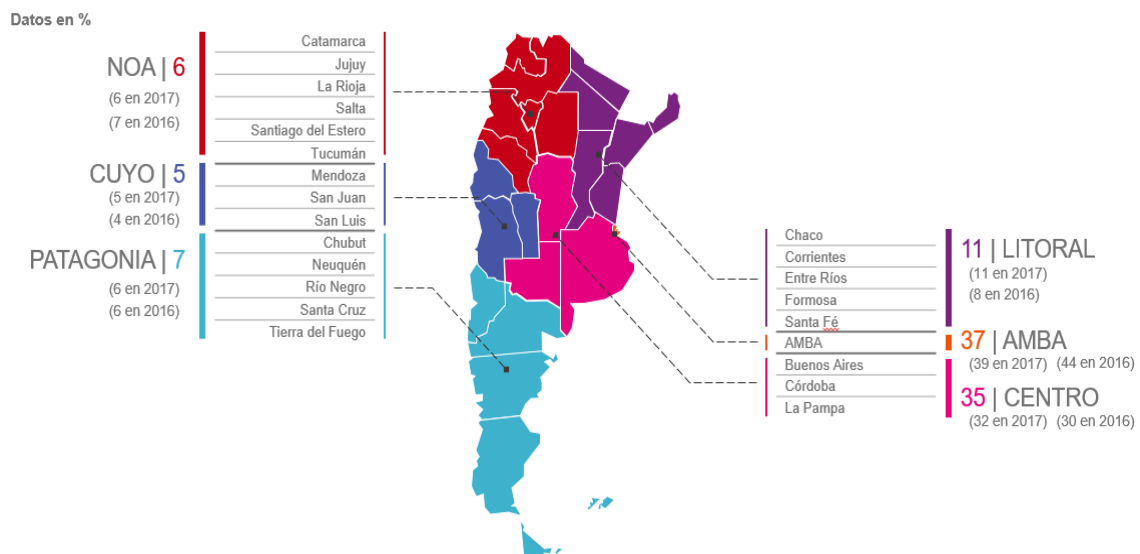 Datos en %
NOA | 6
(6 en 2017)
(7 en 2016)
Catamarca
Jujuy
La Rioja
Salta
Santiago del Estero
Tucumán
CUYO | 5
(5 en 2017)
(4 en 2016)
Mendoza
San Juan
San Luis
PATAGONIA | 7
(6 en 2017)
(6 en 2016)
Chubut
Neuquén
Río Negro
Santa Cruz
Tierra del Fuego
Chaco
Corrientes
Entre Ríos
Formosa
Santa Fé
11 | LITORAL
(11 en 2017)
(8 en 2016)
AMBA
37 | AMBA
(39 en 2017) (44 en 2016)
Buenos Aires
Córdoba
La Pampa
35 | CENTRO
(32 en 2017) (30 en 2016)